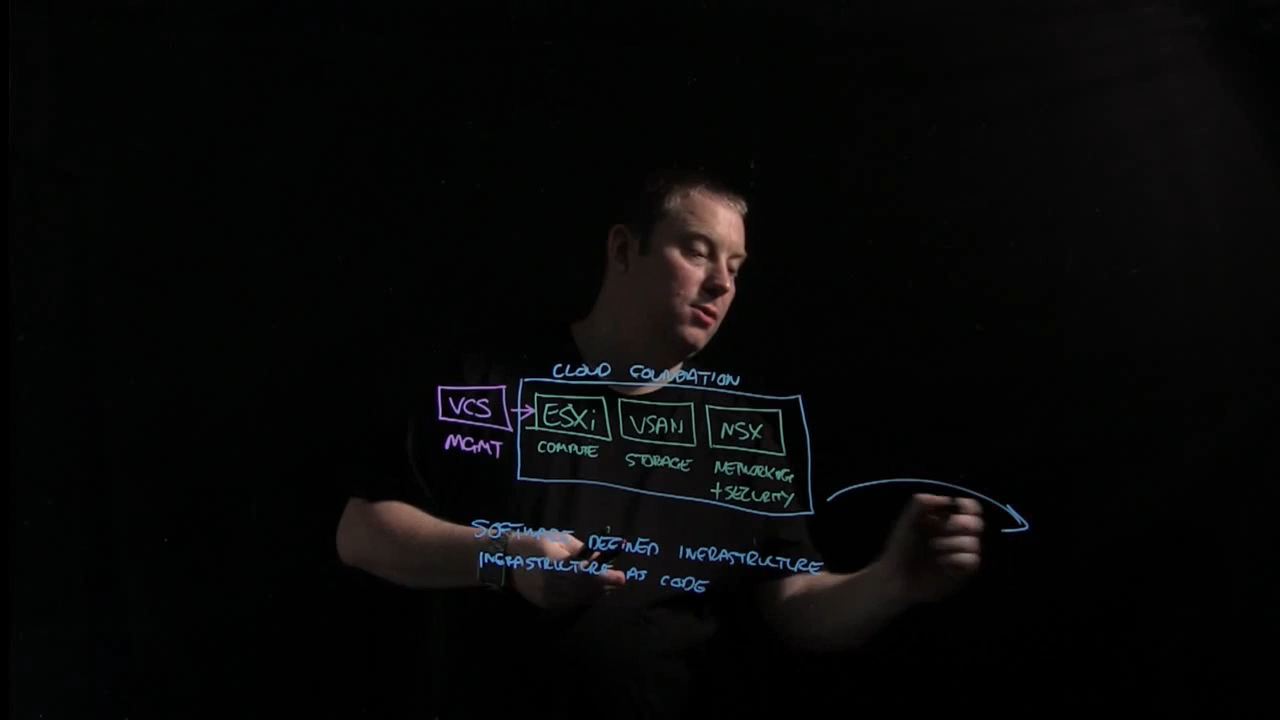 CLOUD FOUNDATION
VCS
ESXi
VSAN
NSX
MGMT
COMPUTE
STORAGE
NETWORKING
+SECURITY
SOFTWARE DEFINED INFRASTRUCTURE
INFRASTRUCTURE AS CODE